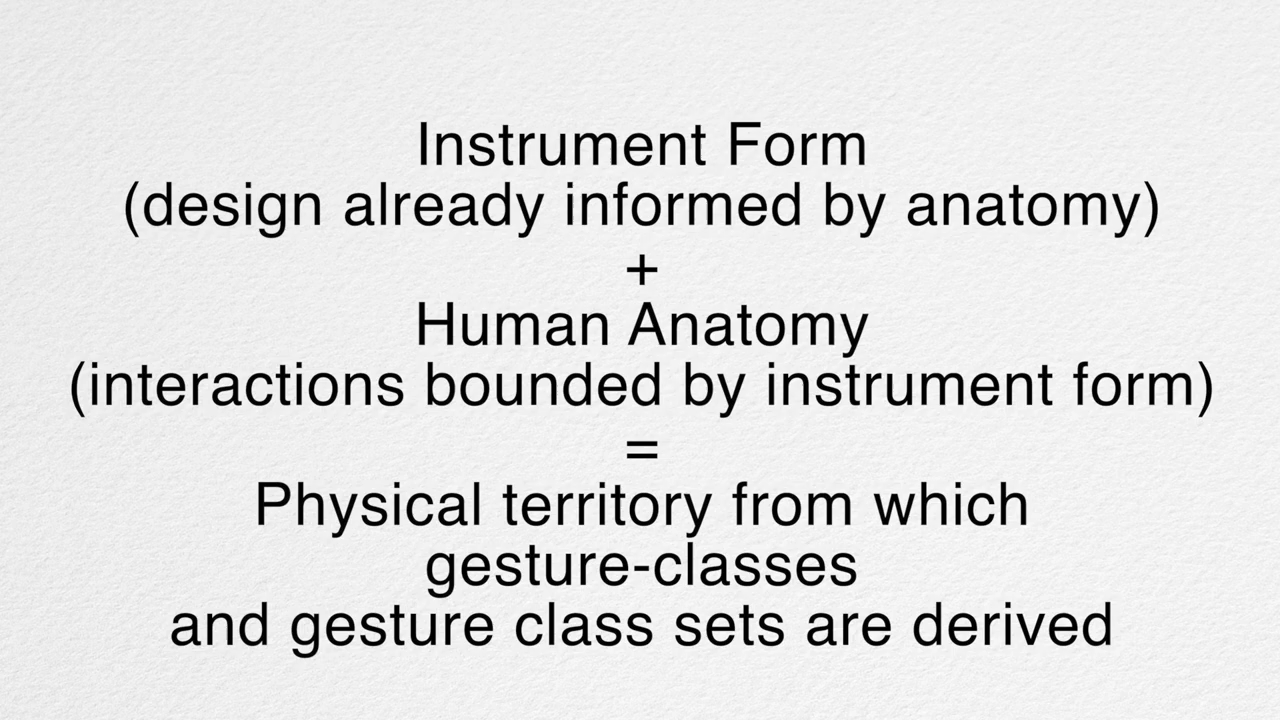 Instrument Form
(design already informed by anatomy)
+
Human Anatomy
(interactions bounded by instrument form)
=
Physical territory from which
gesture-classes
and gesture class sets are derived